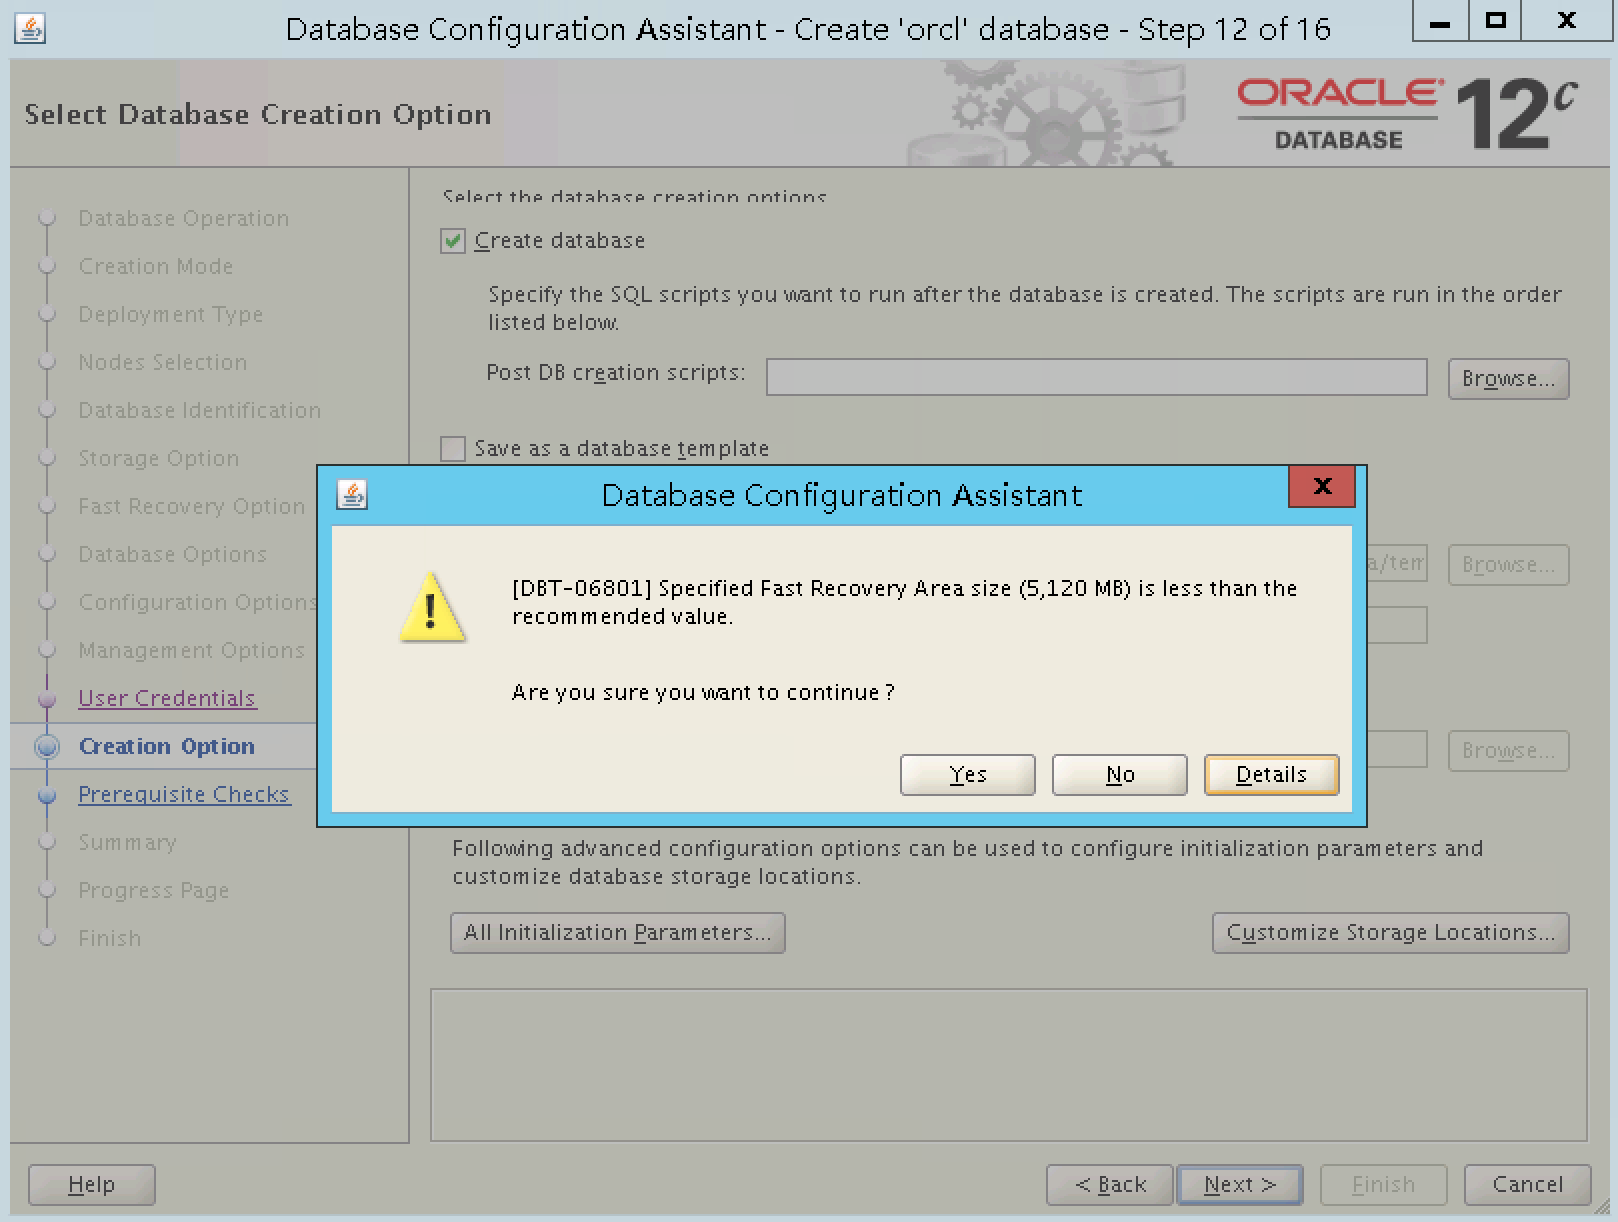 Database Configuration Assistant - Create 'orcl' database - Step 12 of 16
Select Database Creation Option
ORACLE
DATABASE
12c
Database Operation
Creation Mode
Deployment Type
Nodes Selection
Database Identification
Storage Option
Fast Recovery Option
Database Options
Configuration Options
Management Options
User Credentials
Creation Option
Prerequisite Checks
Summary
Progress Page
Finish
Select the database creation options
Create database
Specify the SQL scripts you want to run after the database is created. The scripts are run in the order
listed below.
Post DB creation scripts:
Browse...
Save as a database template
a/tem
Browse...
Browse...
Database Configuration Assistant
[DBT-06801] Specified Fast Recovery Area size (5,120 MB) is less than the
recommended value.
Are you sure you want to continue?
Yes
No
Details
Following advanced configuration options can be used to configure initialization parameters and
customize database storage locations.
All Initialization Parameters...
Customize Storage Locations...
Help
< Back
Next >
Finish
Cancel